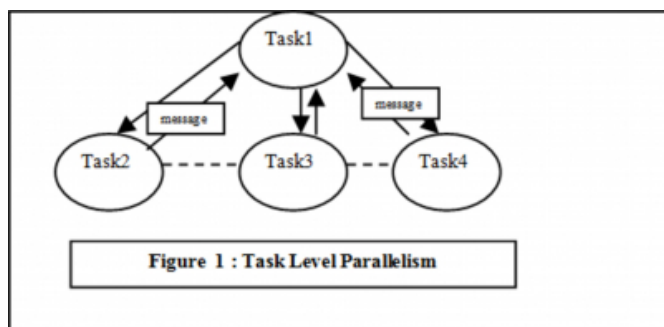 Task1
message
message
Task2
Task3
Task4
Figure 1 : Task Level Parallelism